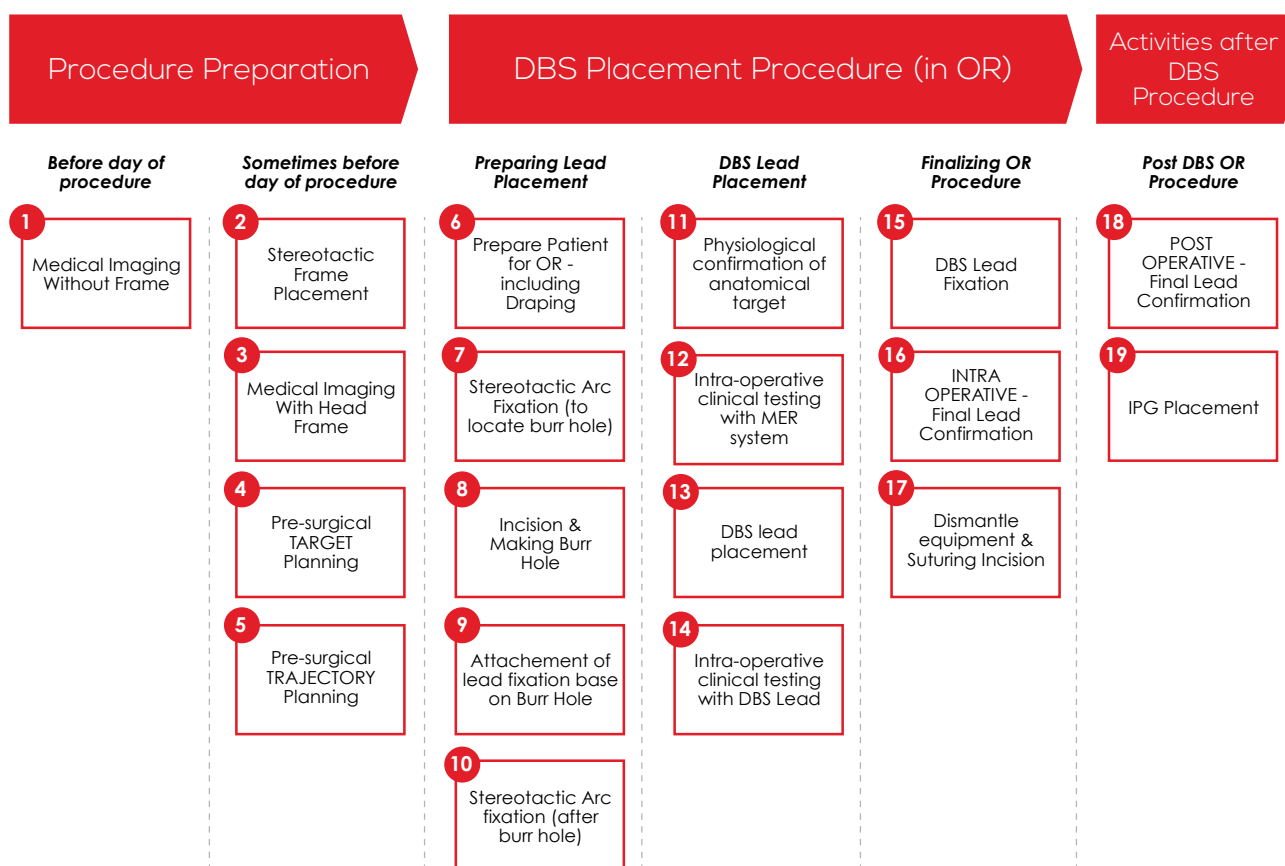 Procedure Preparation
DBS Placement Procedure (in OR)
Activities after
DBS
Procedure
Before day of
procedure
Sometimes before
day of procedure
Preparing Lead
Placement
DBS Lead
Placement
Finalizing OR
Procedure
Post DBS OR
Procedure
1
Medical Imaging
Without Frame
2
Stereotactic
Frame
Placement
3
Medical Imaging
With Head
Frame
4
Pre-surgical
TARGET
Planning
5
Pre-surgical
TRAJECTORY
Planning
6
Prepare Patient
for OR -
including
Draping
7
Stereotactic Arc
Fixation (to
locate burr hole)
8
Incision &
Making Burr
Hole
9
Attachement of
lead fixation base
on Burr Hole
10
Stereotactic Arc
fixation (after
burr hole)
11
Physiological
confirmation of
anatomical
target
12
Intra-operative
clinical testing
with MER
system
13
DBS lead
placement
14
Intra-operative
clinical testing
with DBS Lead
15
DBS Lead
Fixation
16
INTRA
OPERATIVE -
Final Lead
Confirmation
17
Dismantle
equipment &
Suturing Incision
18
POST
OPERATIVE -
Final Lead
Confirmation
19
IPG Placement